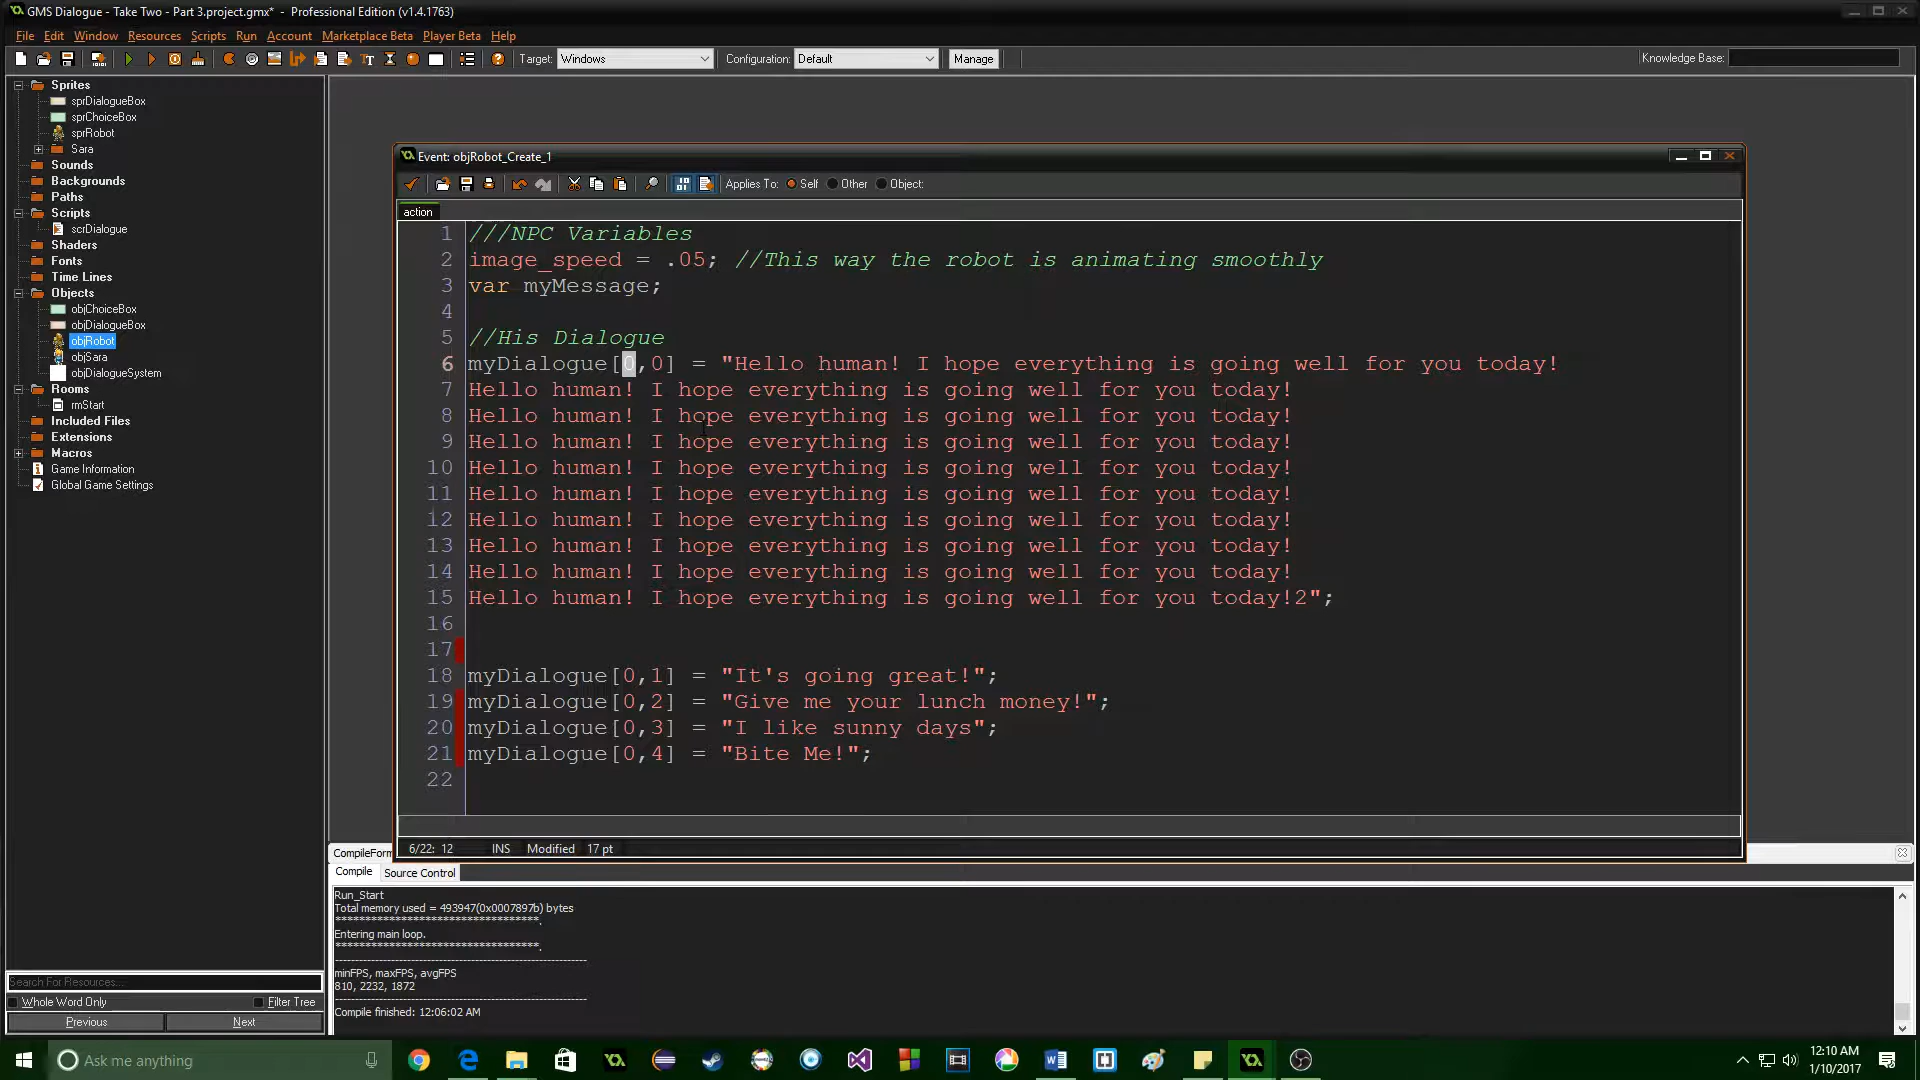 GMS Dialogue - Take Two - Part 3.project.gmx* - Professional Edition (v1.4.1763)
File Edit Window Resources Scripts Run Account Marketplace Beta Player Beta Help
Target: Windows Configuration: Default Manage Knowledge Base:
Sprites
sprDialogueBox
sprChoiceBox
sprRobot
Sara
Sounds
Backgrounds
Paths
Scripts
scrDialogue
Shaders
Fonts
Time Lines
Objects
objChoiceBox
objDialogueBox
objRobot
objSara
objDialogueSystem
Rooms
rmStart
Included Files
Extensions
Macros
Game Information
Global Game Settings
Search For Resources...
Whole Word Only Filter Tree
Previous Next
Event: objRobot_Create_1
Applies To: Self Other Object:
action
1 ///NPC Variables
2 image_speed = .05; //This way the robot is animating smoothly
3 var myMessage;
4
5 //His Dialogue
6 myDialogue[0,0] = "Hello human! I hope everything is going well for you today!
7 Hello human! I hope everything is going well for you today!
8 Hello human! I hope everything is going well for you today!
9 Hello human! I hope everything is going well for you today!
10 Hello human! I hope everything is going well for you today!
11 Hello human! I hope everything is going well for you today!
12 Hello human! I hope everything is going well for you today!
13 Hello human! I hope everything is going well for you today!
14 Hello human! I hope everything is going well for you today!
15 Hello human! I hope everything is going well for you today!2";
16
17
18 myDialogue[0,1] = "It's going great!";
19 myDialogue[0,2] = "Give me your lunch money!";
20 myDialogue[0,3] = "I like sunny days";
21 myDialogue[0,4] = "Bite Me!";
22
6/22: 12 INS Modified 17 pt
CompileForm
Compile Source Control
Run_Start
Total memory used = 493947(0x0007897b) bytes
***********************************.
Entering main loop.
***********************************.
---------------------------------------------------------------
minFPS, maxFPS, avgFPS
810, 2232, 1872
---------------------------------------------------------------
Compile finished: 12:06:02 AM
Ask me anything
12:10 AM
1/10/2017